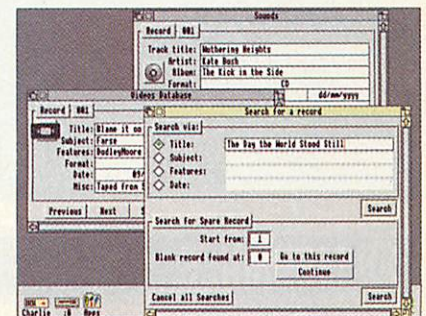 Sounds
Record 001
Track title: Wothering Heights
Artist: Kate Bush
Album: The Kick in the Side
Format: CD
dd/mm/yyyy
Videos Database
Record 001
Title: Blame it on
Subject: Farse
Features: DudleyMoore
Format:
Date: 09/
Misc: Taped from
Previous Next
Search for a record
Search via:
Title: The Day the World Stood Still
Subject:
Features:
Date:
Search
Search For Spare Record
Start from: 1
Blank record found at: 0 Go to this record
Continue
Cancel all Searches Search
Charlie :0 Apps